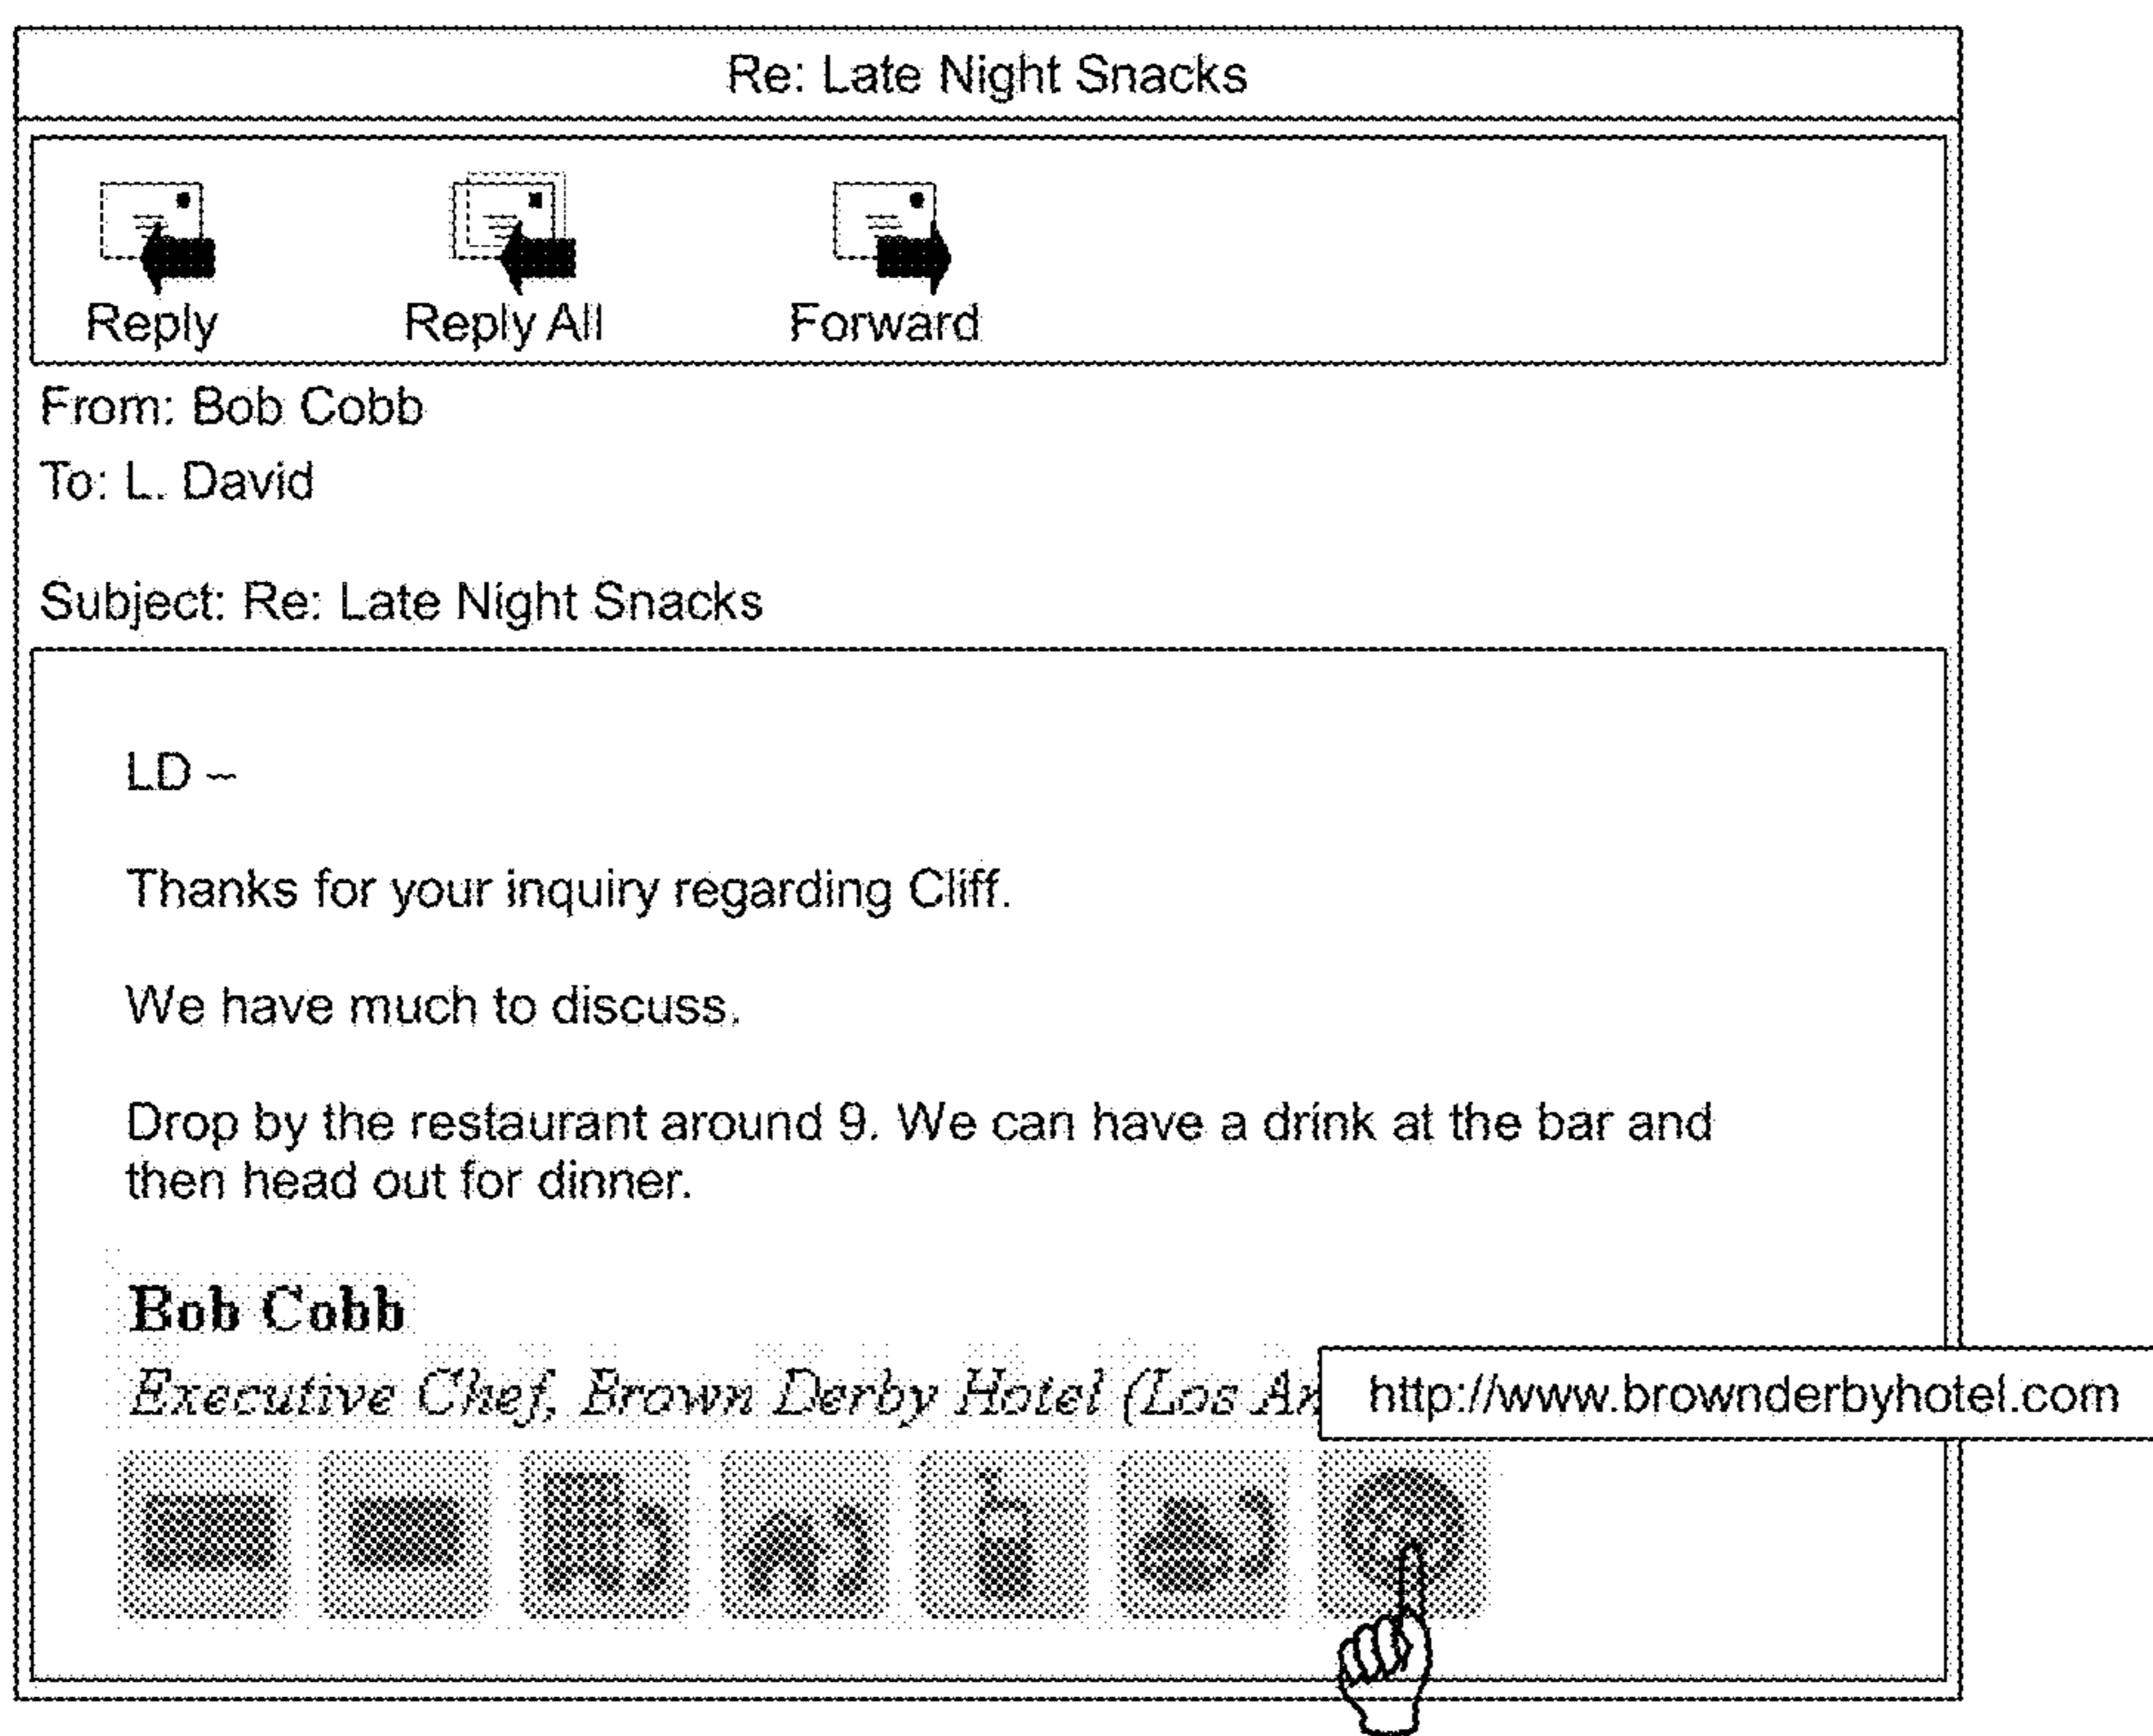 Re: Late Night Snacks
Reply
Reply All
Forward
From: Bob Cobb
To: L. David
Subject: Re: Late Night Snacks
LD –
Thanks for your inquiry regarding Cliff.
We have much to discuss.
Drop by the restaurant around 9. We can have a drink at the bar and
then head out for dinner.
Bob Cobb
Executive Chef, Brown Derby Hotel (Los An
http://www.brownderbyhotel.com